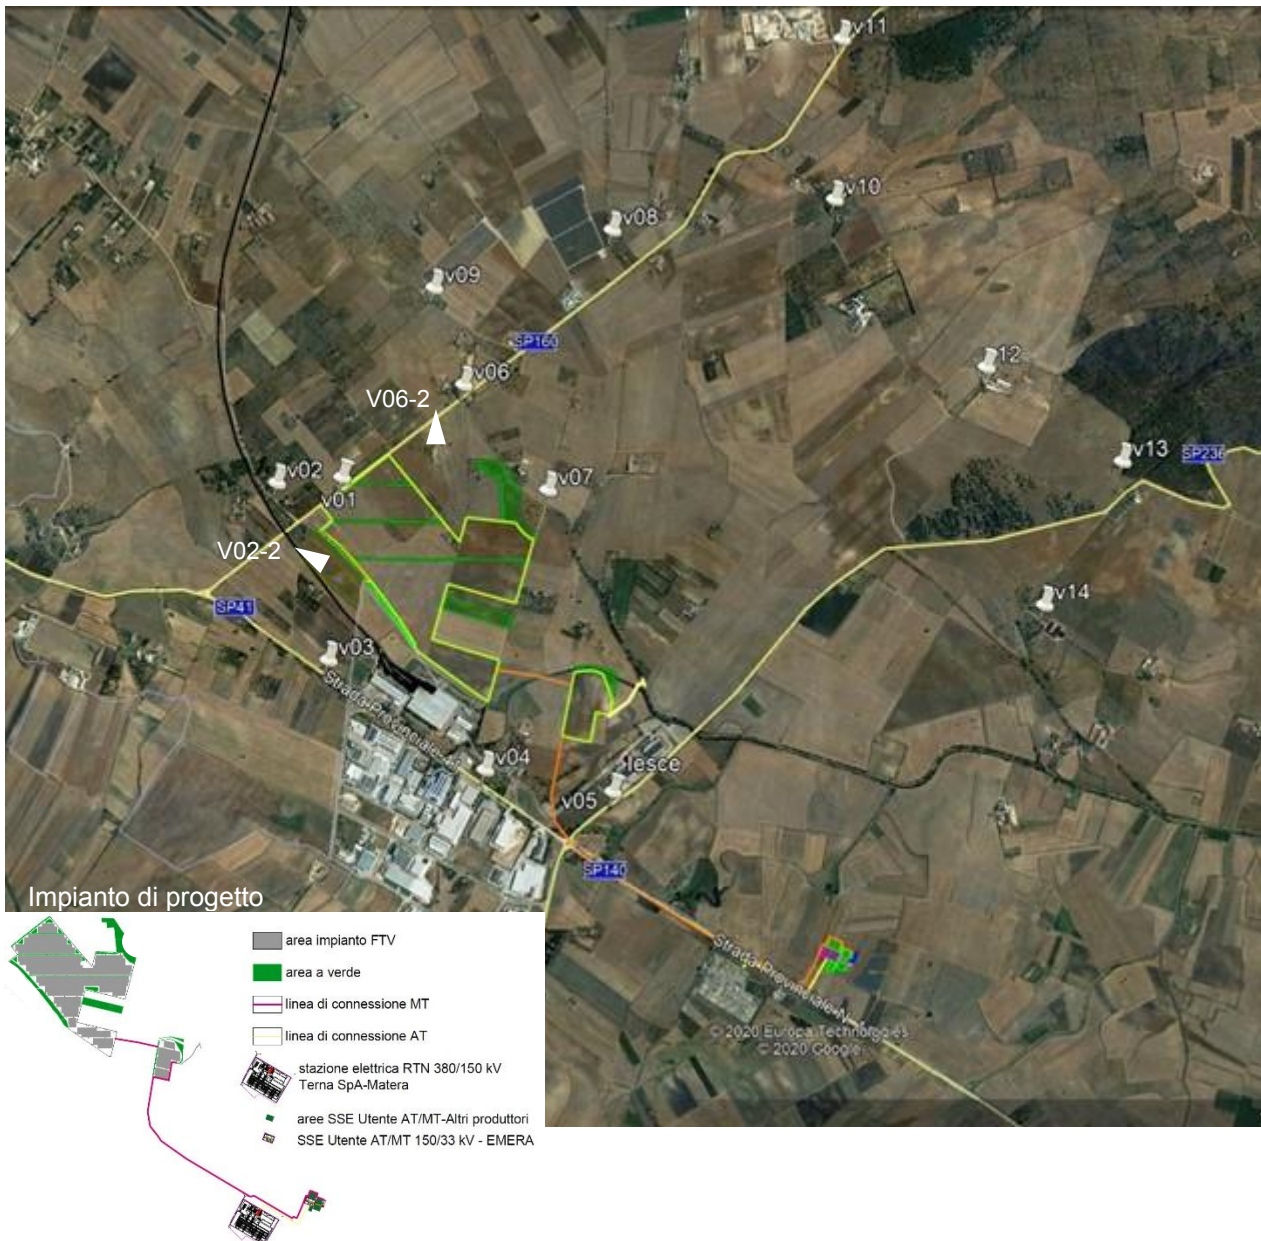 v11
v10
v08
v09
SP160
v06
12
V06-2
v13
SP236
v02
v01
v07
V02-2
SP41
v14
v03
Strada Provinciale
v04
Iesce
v05
SP140
Impianto di progetto
Strada Provinciale N.
area impianto FTV
area a verde
linea di connessione MT
© 2020 Europa Technologies
linea di connessione AT
© 2020 Google
stazione elettrica RTN 380/150 kV
Terna SpA-Matera
aree SSE Utente AT/MT-Altri produttori
SSE Utente AT/MT 150/33 kV - EMERA